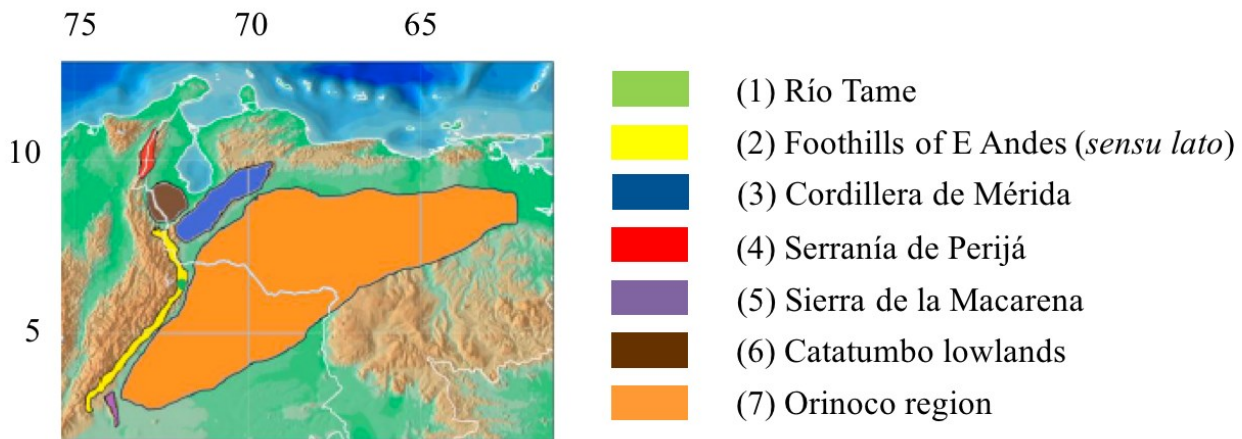 75 70 65
10
5
(1) Río Tame
(2) Foothills of E Andes (sensu lato)
(3) Cordillera de Mérida
(4) Serranía de Perijá
(5) Sierra de la Macarena
(6) Catatumbo lowlands
(7) Orinoco region